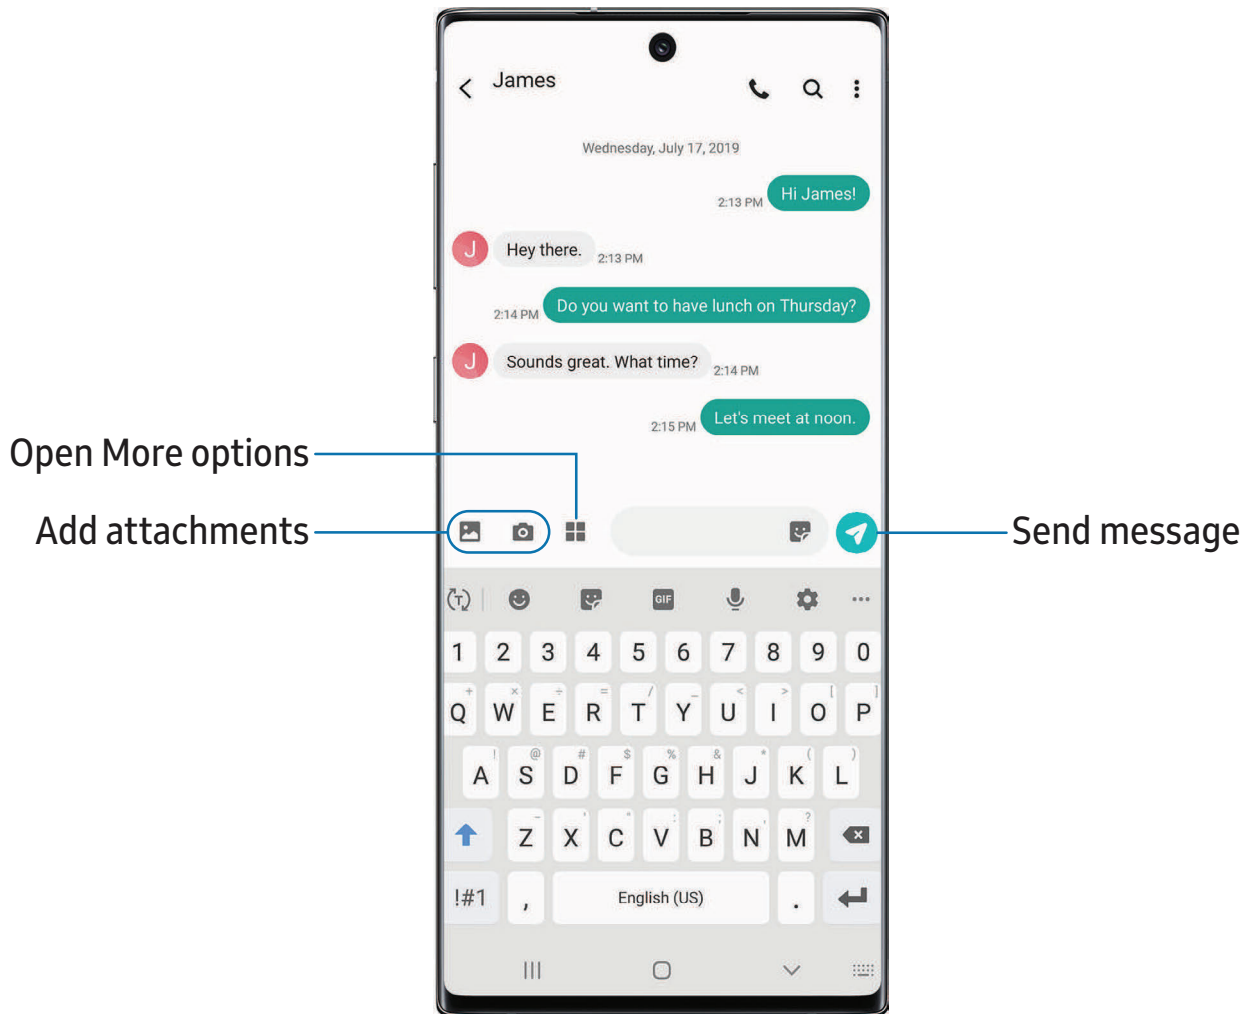 James
Wednesday, July 17, 2019
2:13 PM Hi James!
J Hey there. 2:13 PM
2:14 PM Do you want to have lunch on Thursday?
J Sounds great. What time? 2:14 PM
2:15 PM Let's meet at noon.
Open More options
Add attachments
Send message
T GIF
1 2 3 4 5 6 7 8 9 0
+ × ÷ = / _ < > [ ]
Q W E R T Y U I O P
! @ # $ % & * ( )
A S D F G H J K L
- ' " : ; , ?
Z X C V B N M
!#1 , English (US) .